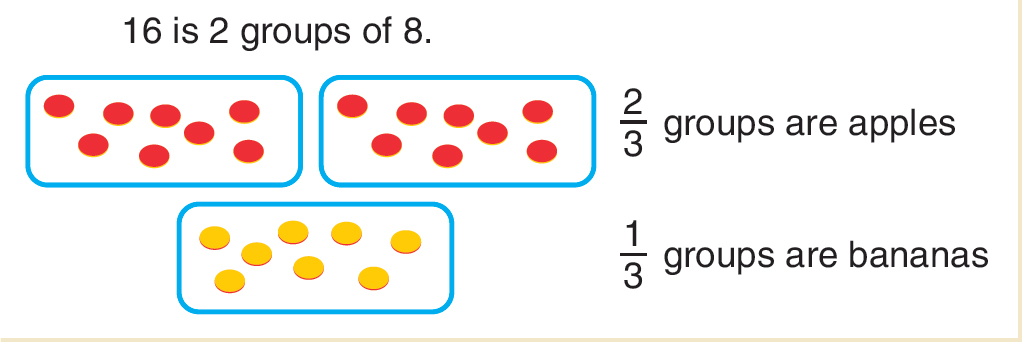 16 is 2 groups of 8.
2/3 groups are apples
1/3 groups are bananas